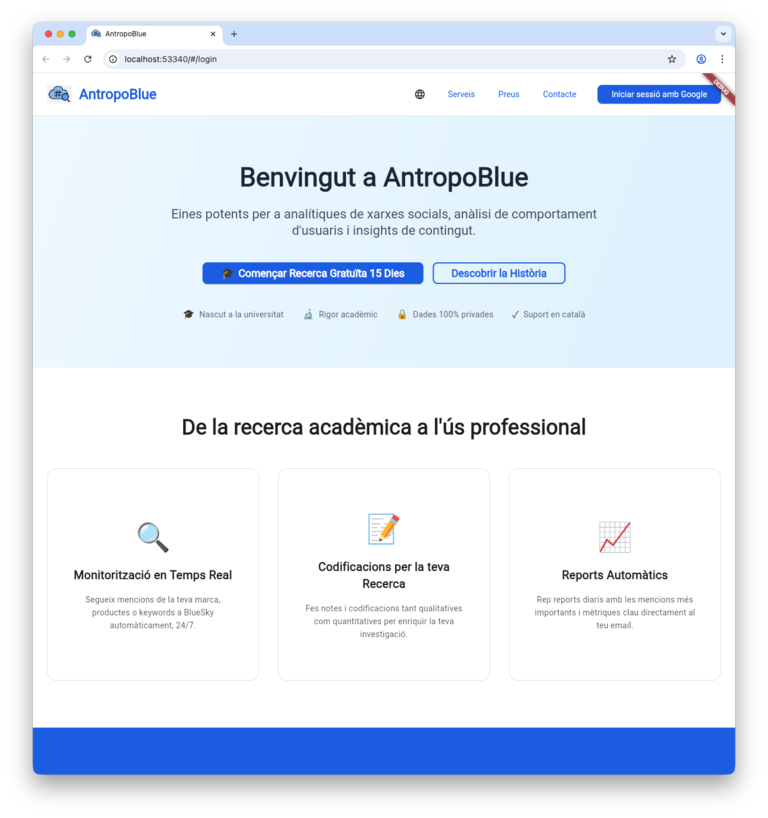 AntropoBlue
localhost:53340/#/login
AntropoBlue
Serveis
Preus
Contacte
Iniciar sessió amb Google
DEBUG
Benvingut a AntropoBlue
Eines potents per a analítiques de xarxes socials, anàlisi de comportament
d'usuaris i insights de contingut.
Començar Recerca Gratuïta 15 Dies
Descobrir la Història
Nascut a la universitat
Rigor acadèmic
Dades 100% privades
Suport en català
De la recerca acadèmica a l'ús professional
Monitorització en Temps Real
Segueix mencions de la teva marca,
productes o keywords a BlueSky
automàticament, 24/7.
Codificacions per la teva
Recerca
Fes notes i codificacions tant qualitatives
com quantitatives per enriquir la teva
investigació.
Reports Automàtics
Rep reports diaris amb les mencions més
importants i mètriques clau directament al
teu email.